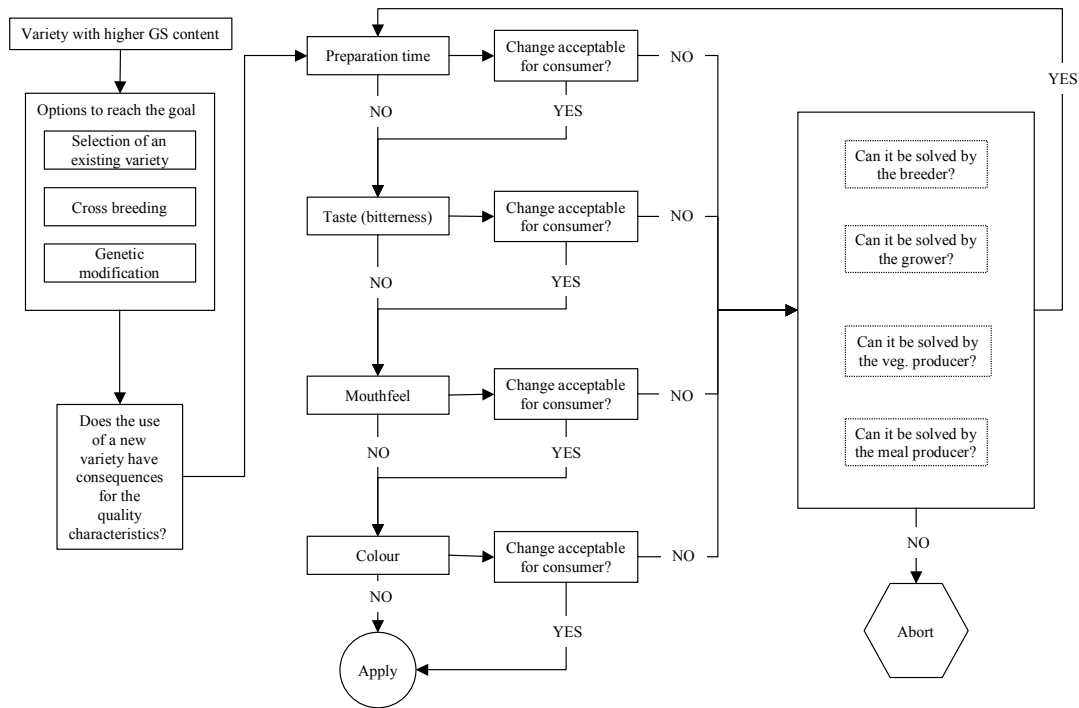 Variety with higher GS content
Options to reach the goal
Selection of an
existing variety
Cross breeding
Genetic
modification
Does the use
of a new
variety have
consequences
for the
quality
characteristics?
Preparation time
Change acceptable
for consumer?
NO
NO
YES
Taste (bitterness)
Change acceptable
for consumer?
NO
NO
YES
Mouthfeel
Change acceptable
for consumer?
NO
NO
YES
Colour
Change acceptable
for consumer?
NO
NO
YES
Apply
Can it be solved by
the breeder?
Can it be solved by
the grower?
Can it be solved by
the veg. producer?
Can it be solved by
the meal producer?
YES
NO
Abort